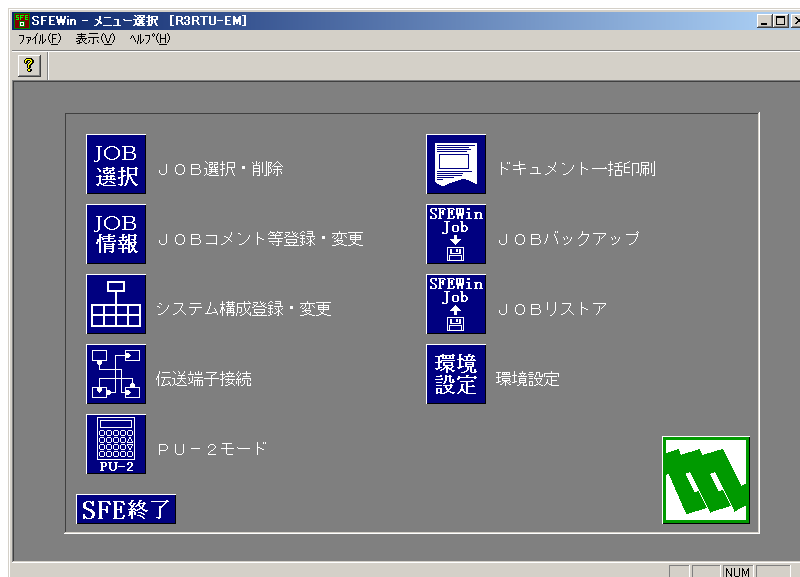 SFEWin - メニュー選択 [R3RTU-EM]
ファイル(F) 表示(V) ヘルプ(H)
JOB
選択
JOB選択・削除
JOB
情報
JOBコメント等登録・変更
システム構成登録・変更
伝送端子接続
PU-2
PU-2モード
SFE終了
ドキュメント一括印刷
SFEWin
Job
JOBバックアップ
SFEWin
Job
JOBリストア
環境
設定
環境設定
NUM